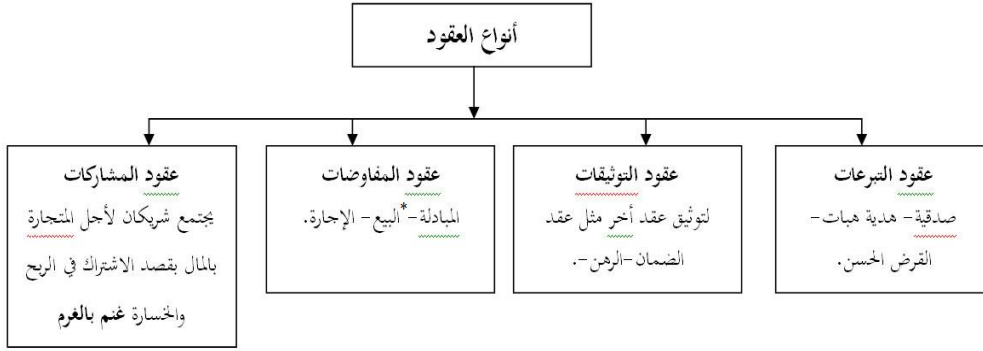 أنواع العقود
عقود التبرعات
صدقية- هدية هبات-
القرض الحسن.
عقود التوثيقات
لتوثيق عقد أخر مثل عقد
الضمان-الرهن-.
عقود المفاوضات
المبادلة-*البيع- الإجارة.
عقود المشاركات
يجتمع شريكان لأجل المتجارة
بالمال بقصد الاشتراك في الربح
والخسارة غنم بالغرم